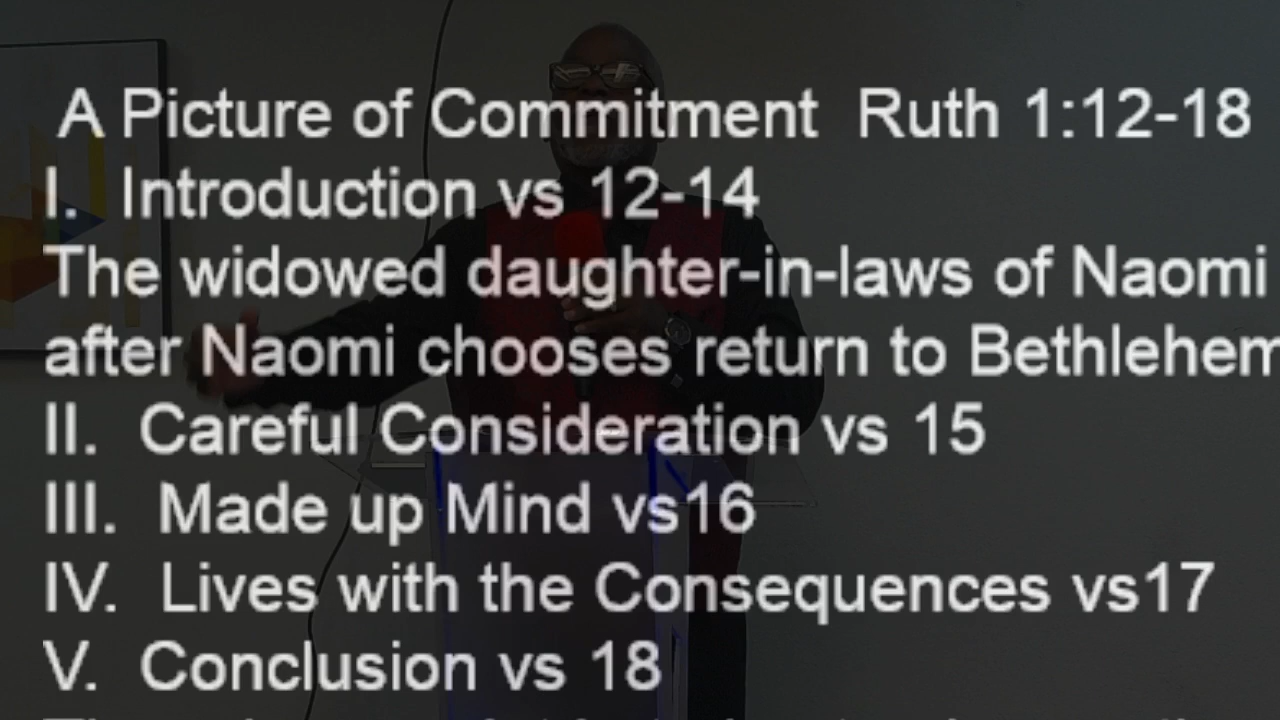 A Picture of Commitment Ruth 1:12-18
I. Introduction vs 12-14
The widowed daughter-in-laws of Naomi
after Naomi chooses return to Bethlehem
II. Careful Consideration vs 15
III. Made up Mind vs16
IV. Lives with the Consequences vs17
V. Conclusion vs 18